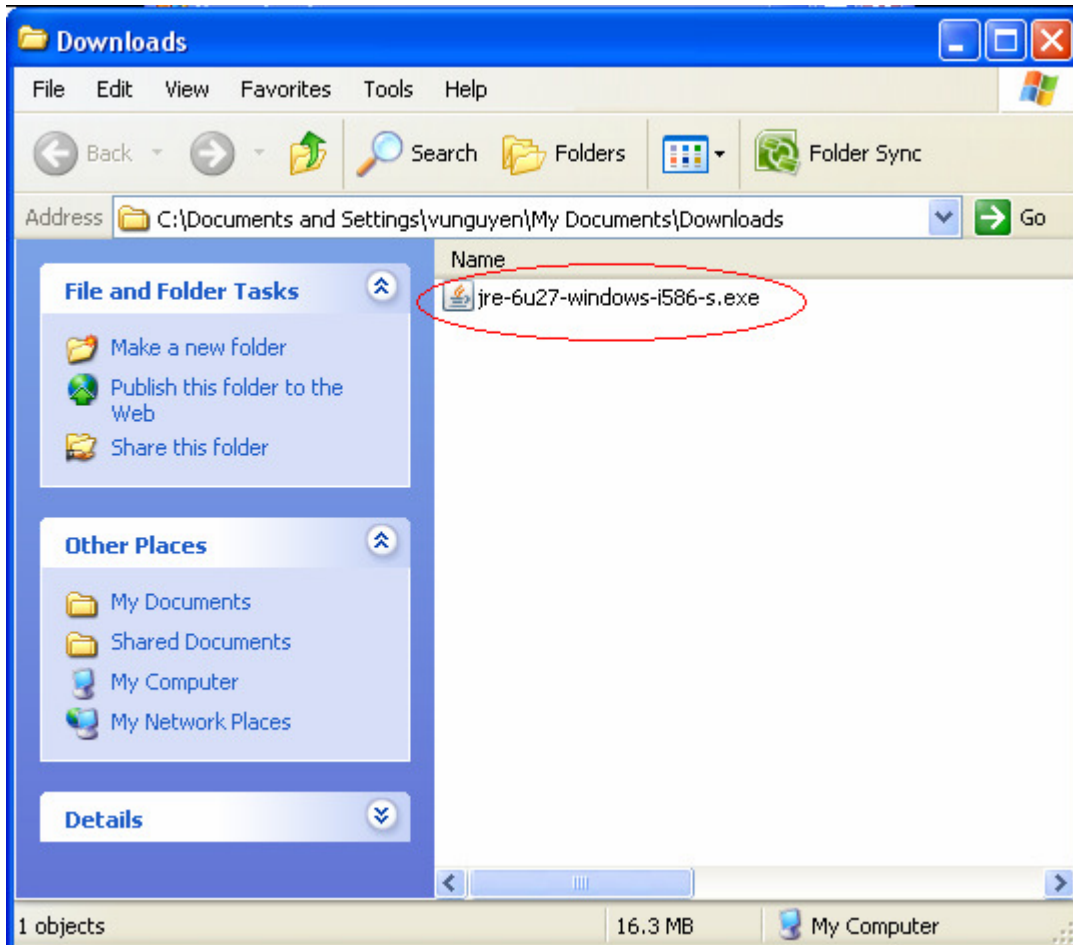 Downloads
File Edit View Favorites Tools Help
Back Search Folders Folder Sync
Address C:\Documents and Settings\vunguyen\My Documents\Downloads Go
File and Folder Tasks
Make a new folder
Publish this folder to the
Web
Share this folder
Other Places
My Documents
Shared Documents
My Computer
My Network Places
Details
Name
jre-6u27-windows-i586-s.exe
1 objects 16.3 MB My Computer